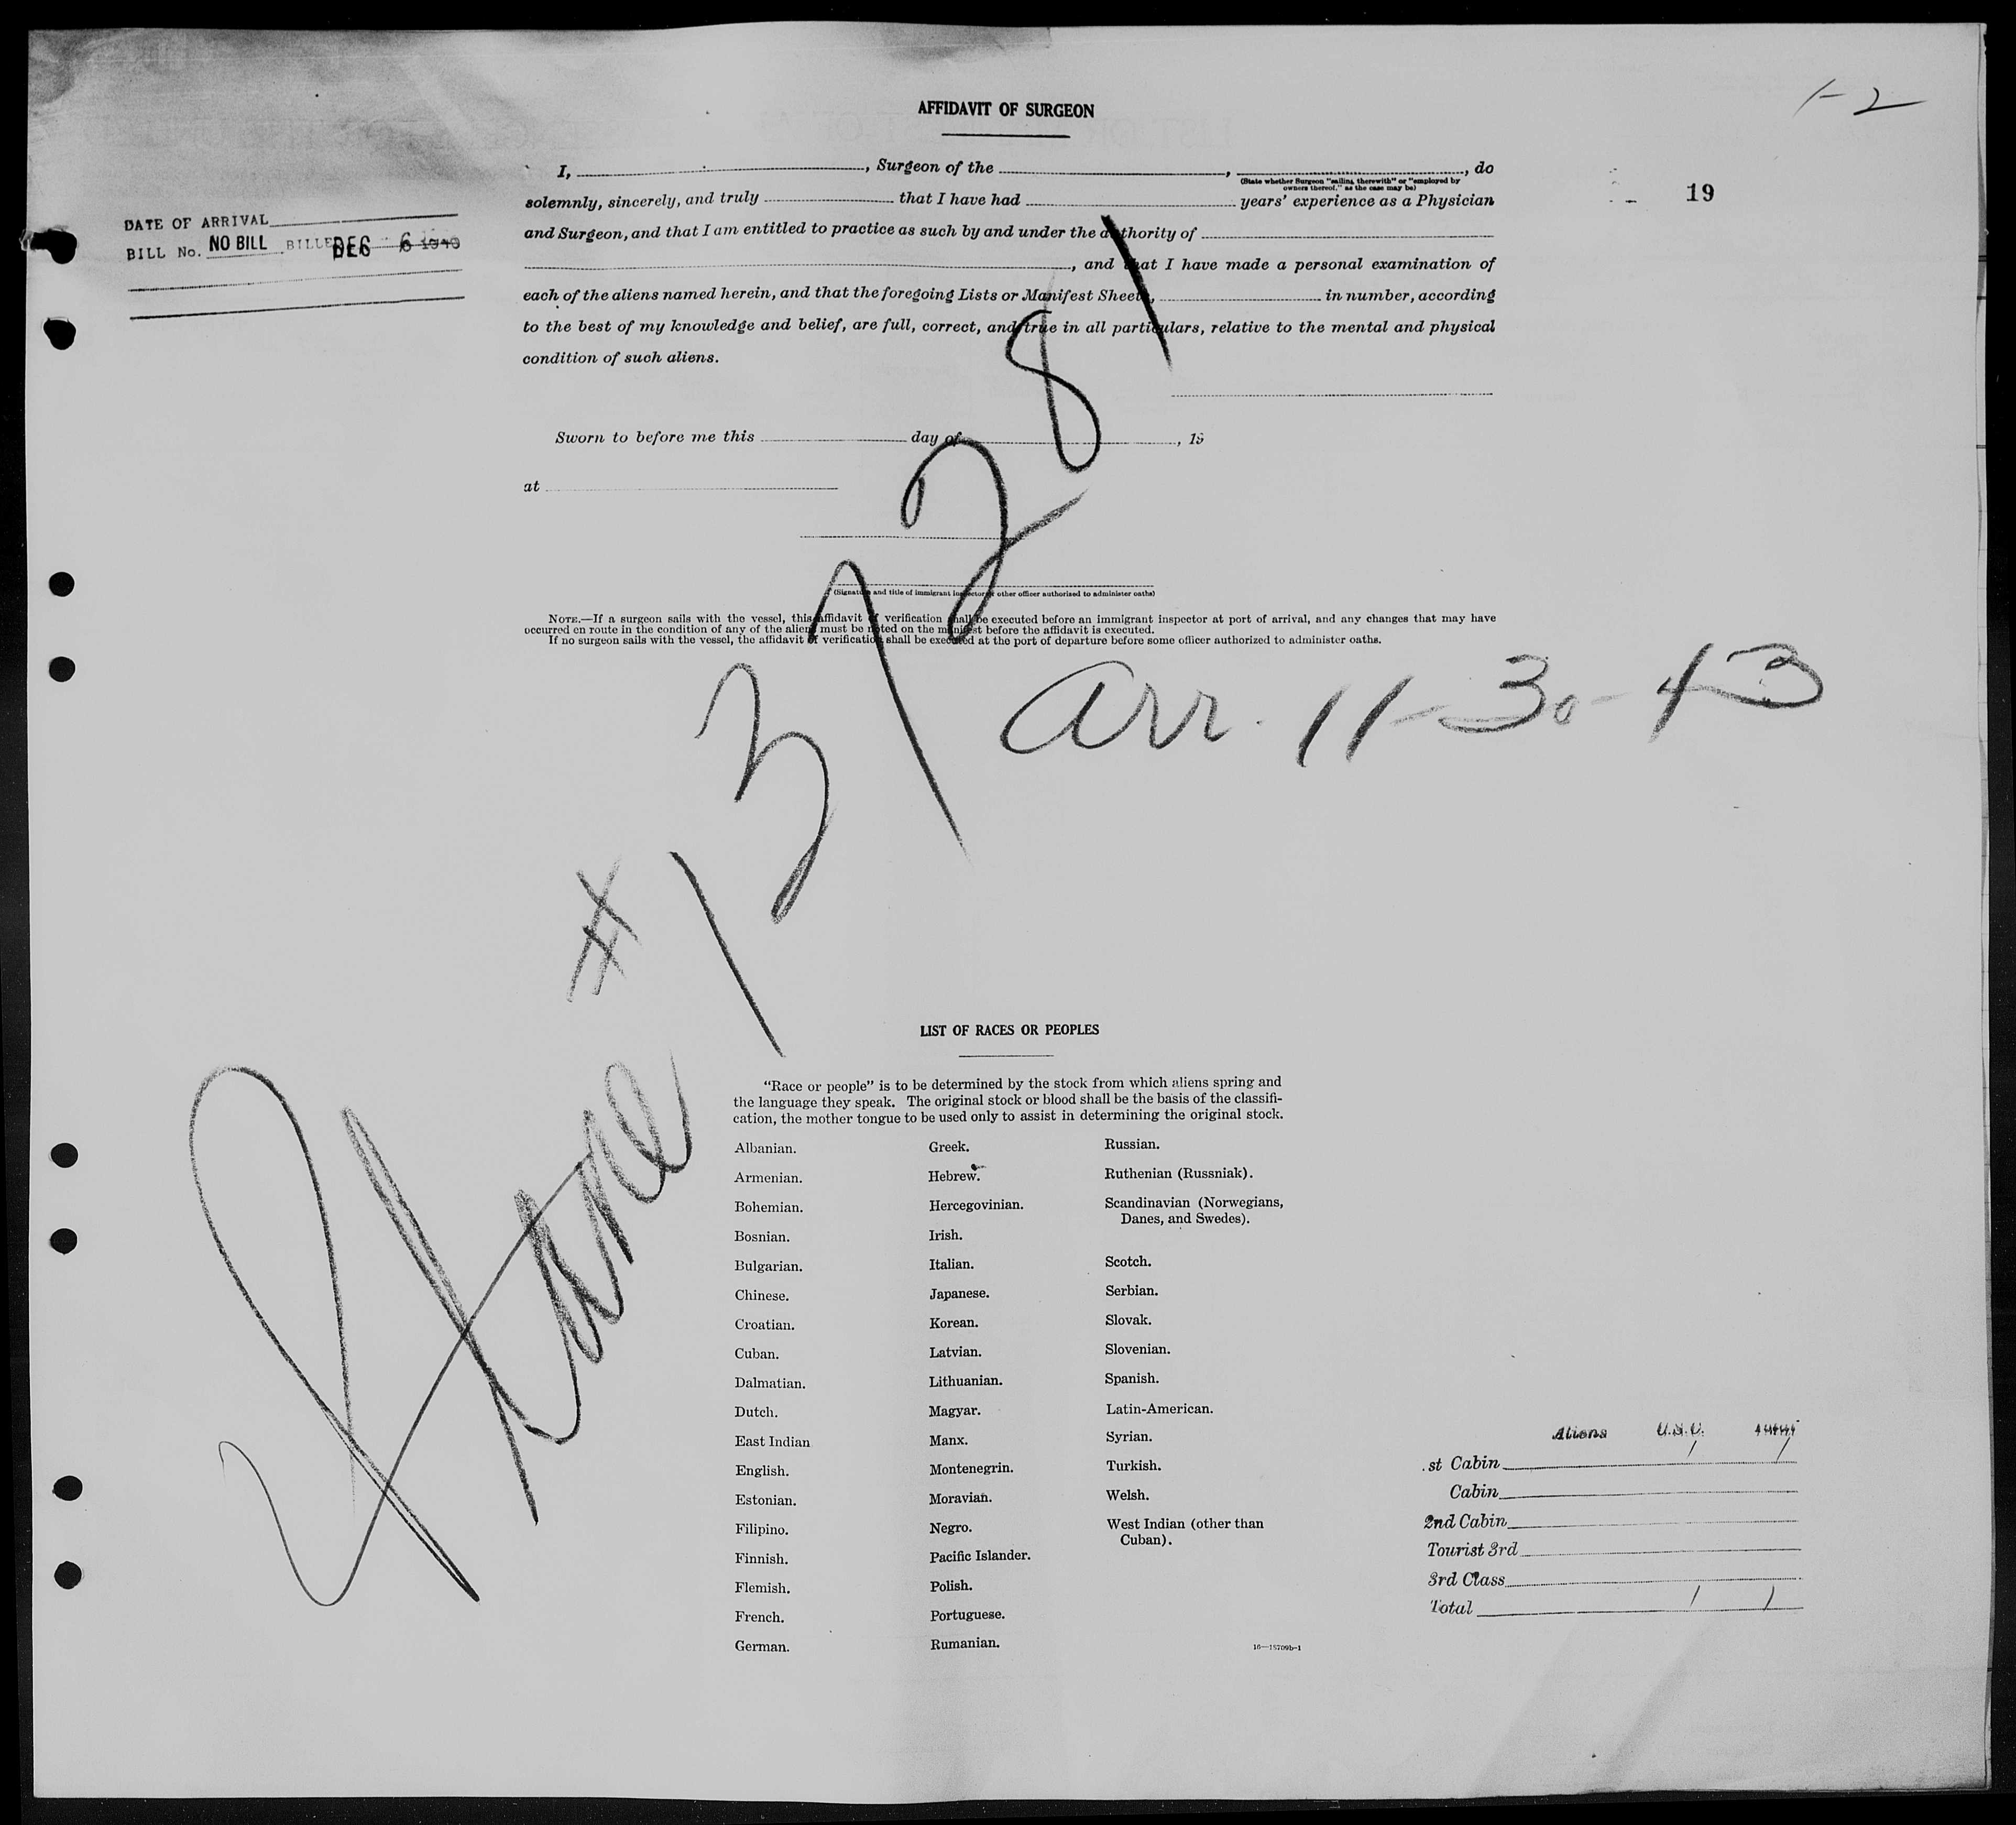 AFFIDAVIT OF SURGEON
1-2
I, , Surgeon of the , , do
(State whether Surgeon "sailing therewith" or "employed by
owners thereof," as the case may be)
19
solemnly, sincerely, and truly that I have had years' experience as a Physician
and Surgeon, and that I am entitled to practice as such by and under the authority of
, and that I have made a personal examination of
each of the aliens named herein, and that the foregoing Lists or Manifest Sheets, in number, according
to the best of my knowledge and belief, are full, correct, and true in all particulars, relative to the mental and physical
condition of such aliens.
DATE OF ARRIVAL
BILL No. NO BILL BILLED DEC 6 1943
Sworn to before me this day of , 19
at
(Signature and title of immigrant inspector or other officer authorized to administer oaths)
NOTE.—If a surgeon sails with the vessel, this affidavit of verification shall be executed before an immigrant inspector at port of arrival, and any changes that may have
occurred en route in the condition of any of the aliens must be noted on the manifest before the affidavit is executed.
If no surgeon sails with the vessel, the affidavit of verification shall be executed at the port of departure before some officer authorized to administer oaths.
arr. 11-30-43
Plane # 137281
LIST OF RACES OR PEOPLES
"Race or people" is to be determined by the stock from which aliens spring and
the language they speak. The original stock or blood shall be the basis of the classifi-
cation, the mother tongue to be used only to assist in determining the original stock.
Albanian.
Armenian.
Bohemian.
Bosnian.
Bulgarian.
Chinese.
Croatian.
Cuban.
Dalmatian.
Dutch.
East Indian
English.
Estonian.
Filipino.
Finnish.
Flemish.
French.
German.
Greek.
Hebrew.
Hercegovinian.
Irish.
Italian.
Japanese.
Korean.
Latvian.
Lithuanian.
Magyar.
Manx.
Montenegrin.
Moravian.
Negro.
Pacific Islander.
Polish.
Portuguese.
Rumanian.
Russian.
Ruthenian (Russniak).
Scandinavian (Norwegians,
Danes, and Swedes).
Scotch.
Serbian.
Slovak.
Slovenian.
Spanish.
Latin-American.
Syrian.
Turkish.
Welsh.
West Indian (other than
Cuban).
16—15709b-1
Aliens U.S.C.
st Cabin 1 1
Cabin
2nd Cabin
Tourist 3rd
3rd Class
Total 1 1